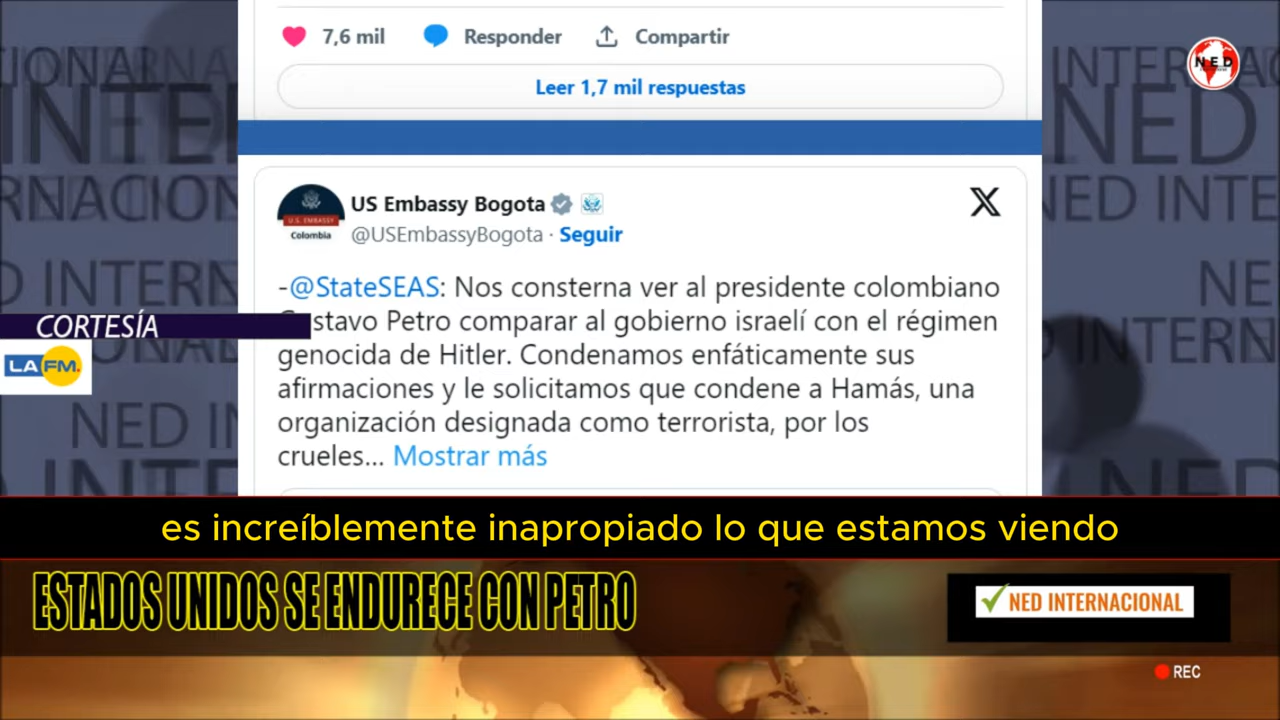 7,6 mil Responder Compartir
NED
Leer 1,7 mil respuestas
US Embassy Bogota
U.S. EMBASSY
Colombia
@USEmbassyBogota · Seguir
-@StateSEAS: Nos consterna ver al presidente colombiano
Gustavo Petro comparar al gobierno israelí con el régimen
genocida de Hitler. Condenamos enfáticamente sus
afirmaciones y le solicitamos que condene a Hamás, una
organización designada como terrorista, por los
crueles... Mostrar más
CORTESÍA
LA FM.
es increíblemente inapropiado lo que estamos viendo
ESTADOS UNIDOS SE ENDURECE CON PETRO
NED INTERNACIONAL
REC